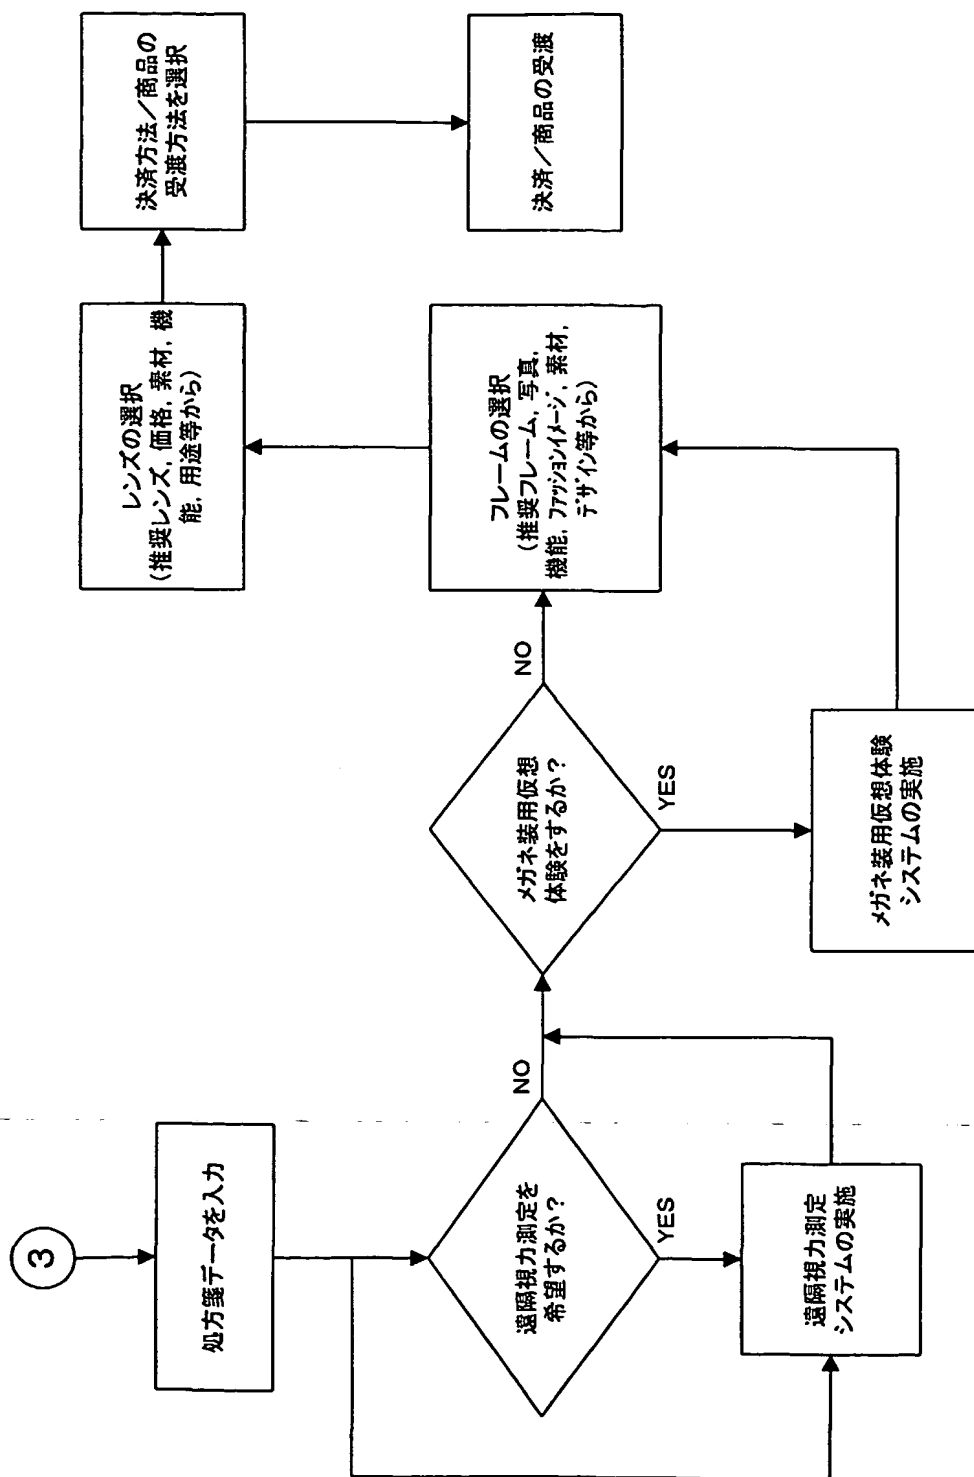 3
処方箋データを入力
遠隔視力測定を
希望するか？
NO
YES
遠隔視力測定
システムの実施
メガネ装用仮想
体験をするか？
NO
YES
メガネ装用仮想体験
システムの実施
フレームの選択
(推奨フレーム, 写真,
機能, ファッションイメージ, 素材,
デザイン等から)
レンズの選択
(推奨レンズ, 価格, 素材, 機
能, 用途等から)
決済方法／商品の
受渡方法を選択
決済／商品の受渡